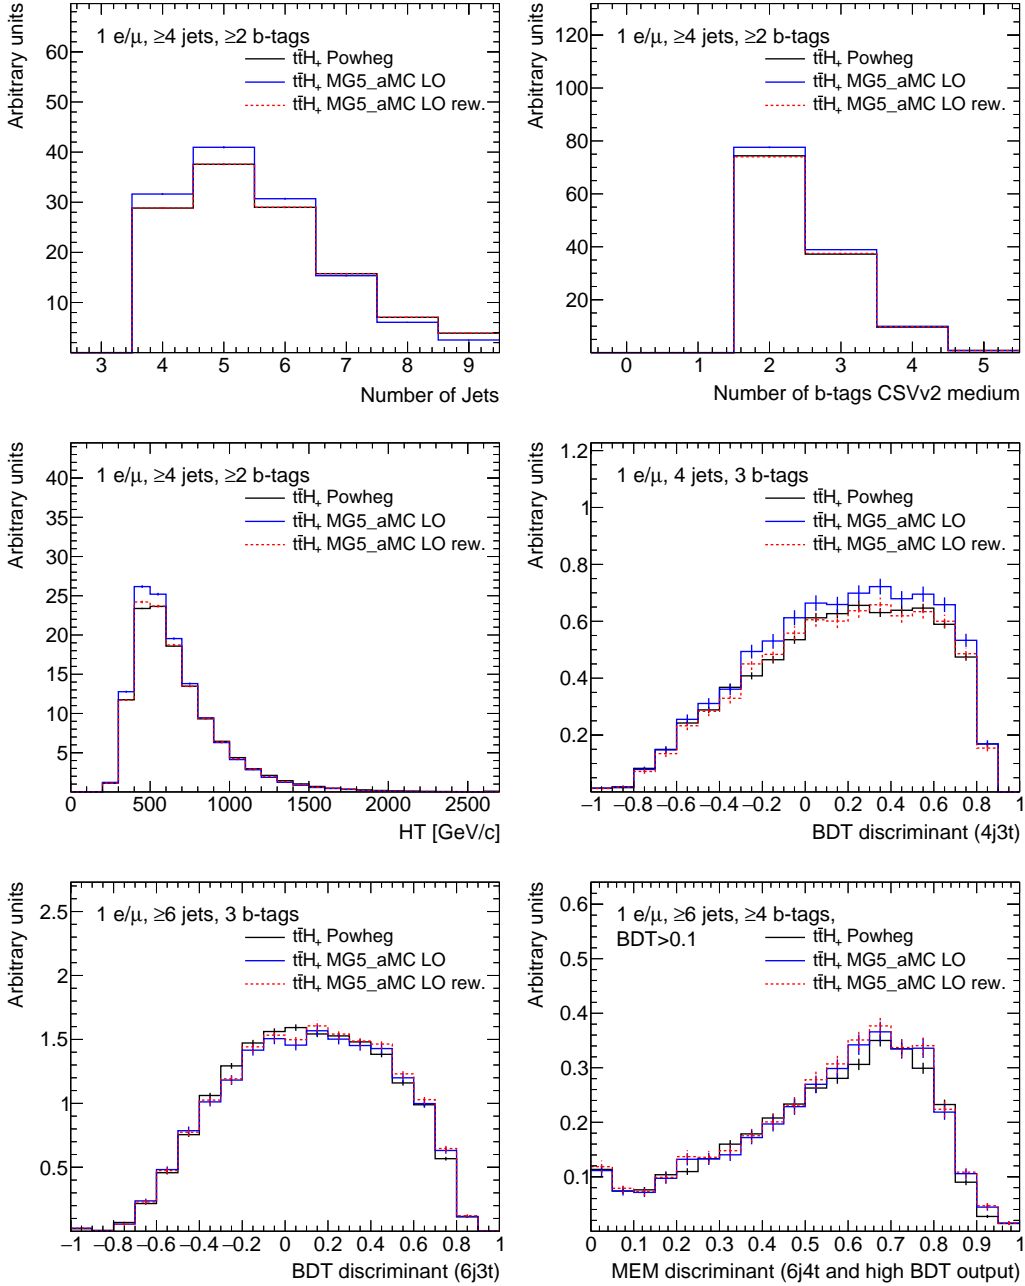 Arbitrary units
60
50
40
30
20
10
1 e/μ, ≥4 jets, ≥2 b-tags
tt̄H₊ Powheg
tt̄H₊ MG5_aMC LO
tt̄H₊ MG5_aMC LO rew.
3 4 5 6 7 8 9
Number of Jets
Arbitrary units
120
100
80
60
40
20
1 e/μ, ≥4 jets, ≥2 b-tags
tt̄H₊ Powheg
tt̄H₊ MG5_aMC LO
tt̄H₊ MG5_aMC LO rew.
0 1 2 3 4 5
Number of b-tags CSVv2 medium
Arbitrary units
40
35
30
25
20
15
10
5
1 e/μ, ≥4 jets, ≥2 b-tags
tt̄H₊ Powheg
tt̄H₊ MG5_aMC LO
tt̄H₊ MG5_aMC LO rew.
0 500 1000 1500 2000 2500
HT [GeV/c]
Arbitrary units
1.2
1
0.8
0.6
0.4
0.2
1 e/μ, 4 jets, 3 b-tags
tt̄H₊ Powheg
tt̄H₊ MG5_aMC LO
tt̄H₊ MG5_aMC LO rew.
−1 −0.8 −0.6 −0.4 −0.2 0 0.2 0.4 0.6 0.8 1
BDT discriminant (4j3t)
Arbitrary units
2.5
2
1.5
1
0.5
1 e/μ, ≥6 jets, 3 b-tags
tt̄H₊ Powheg
tt̄H₊ MG5_aMC LO
tt̄H₊ MG5_aMC LO rew.
−1 −0.8 −0.6 −0.4 −0.2 0 0.2 0.4 0.6 0.8 1
BDT discriminant (6j3t)
Arbitrary units
0.6
0.5
0.4
0.3
0.2
0.1
1 e/μ, ≥6 jets, ≥4 b-tags,
BDT>0.1
tt̄H₊ Powheg
tt̄H₊ MG5_aMC LO
tt̄H₊ MG5_aMC LO rew.
0 0.1 0.2 0.3 0.4 0.5 0.6 0.7 0.8 0.9 1
MEM discriminant (6j4t and high BDT output)